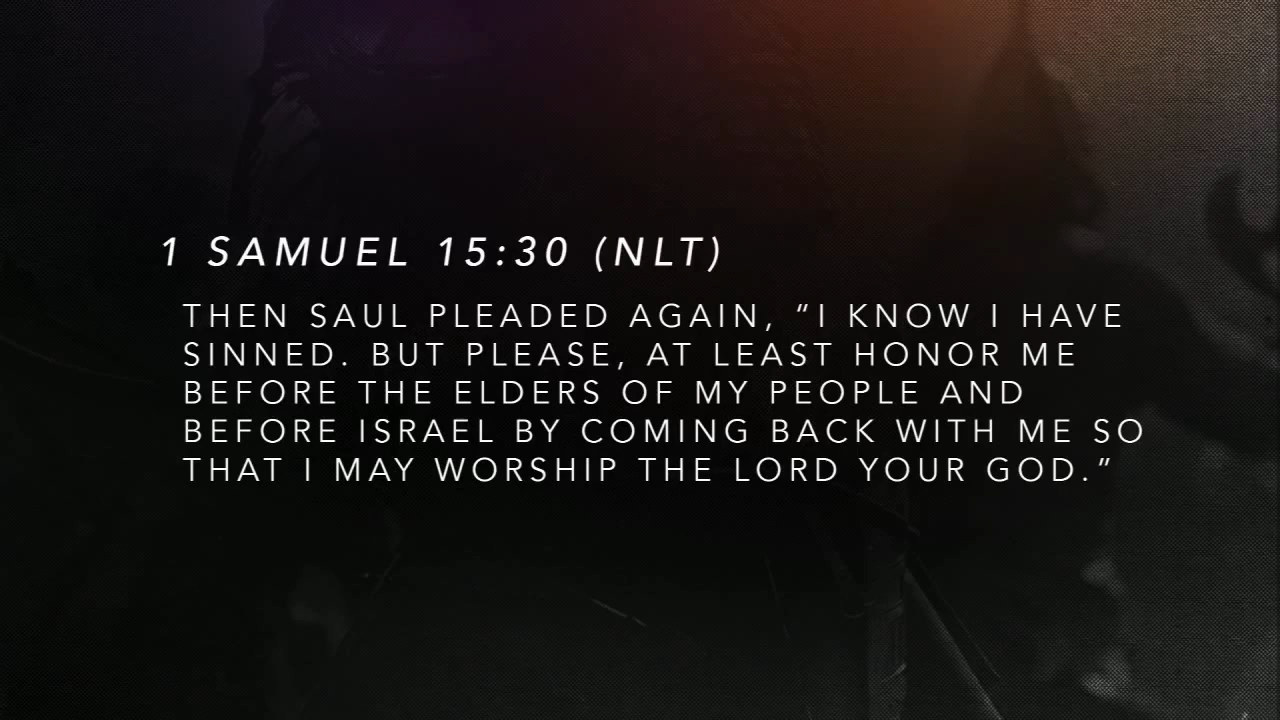 1 SAMUEL 15:30 (NLT)
THEN SAUL PLEADED AGAIN, “I KNOW I HAVE
SINNED. BUT PLEASE, AT LEAST HONOR ME
BEFORE THE ELDERS OF MY PEOPLE AND
BEFORE ISRAEL BY COMING BACK WITH ME SO
THAT I MAY WORSHIP THE LORD YOUR GOD.”